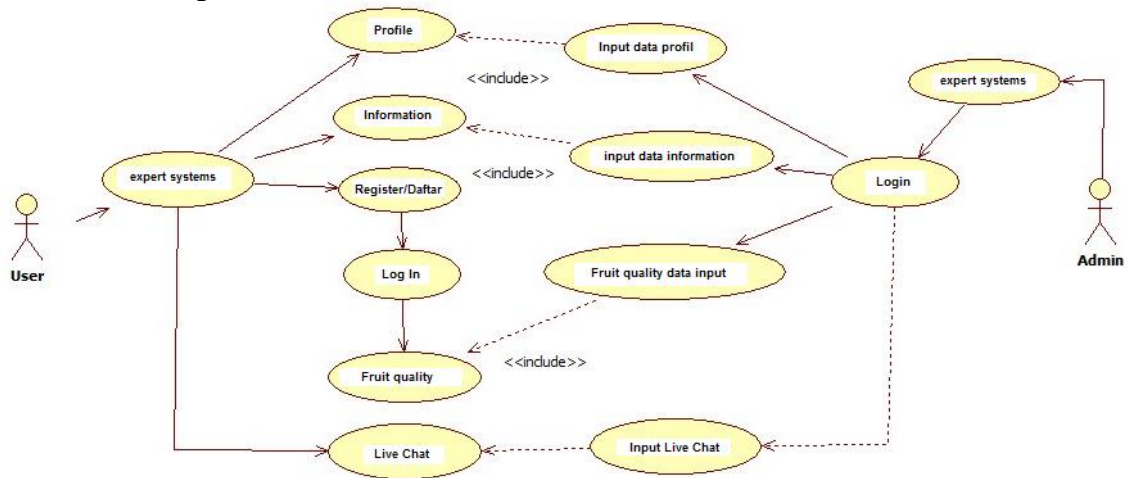 Profile
Input data profil
<<include>>
expert systems
Information
input data information
<<include>>
expert systems
Register/Daftar
Login
User
Log In
Fruit quality data input
Admin
<<include>>
Fruit quality
Live Chat
Input Live Chat